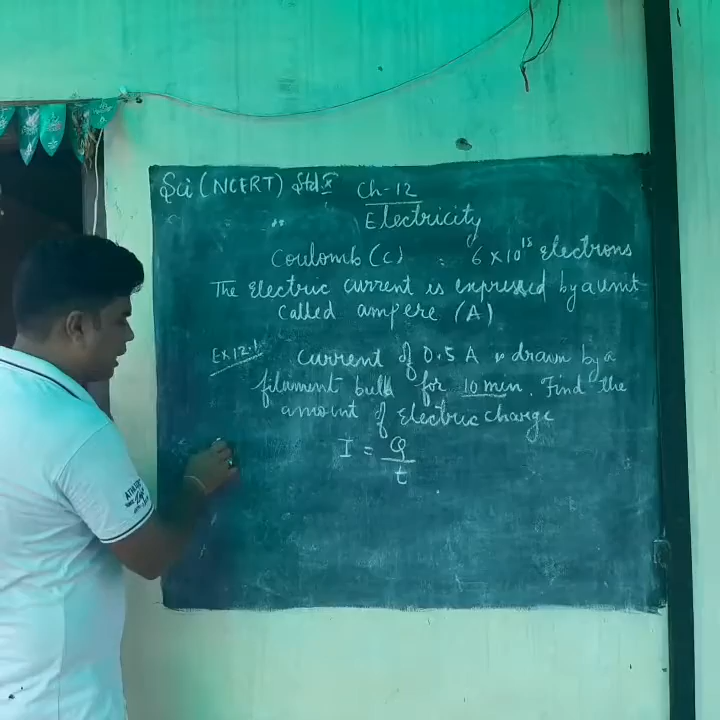 Sci (NCERT) Std X Ch-12
Electricity
Coulomb (C) : 6 x 10¹⁸ electrons
The Electric current is expressed by a unit
called ampere (A)
Ex 12.1 current of 0.5 A is drawn by a
filament bulb for 10 min. Find the
amount of Electric charge
I = Q/t